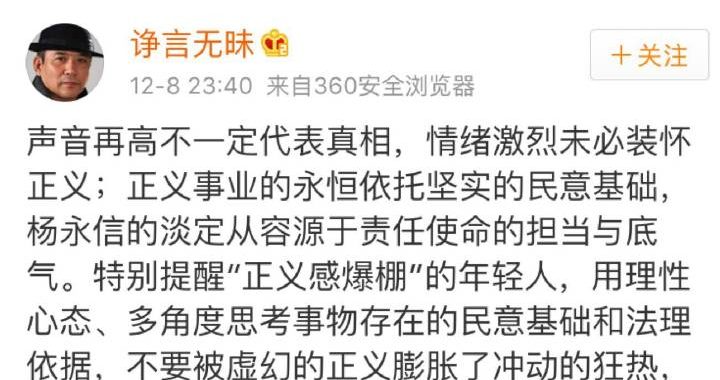 诤言无昧
12-8 23:40 来自360安全浏览器
+关注
声音再高不一定代表真相，情绪激烈未必装怀
正义；正义事业的永恒依托坚实的民意基础，
杨永信的淡定从容源于责任使命的担当与底
气。特别提醒“正义感爆棚”的年轻人，用理性
心态、多角度思考事物存在的民意基础和法理
依据，不要被虚幻的正义膨胀了冲动的狂热，